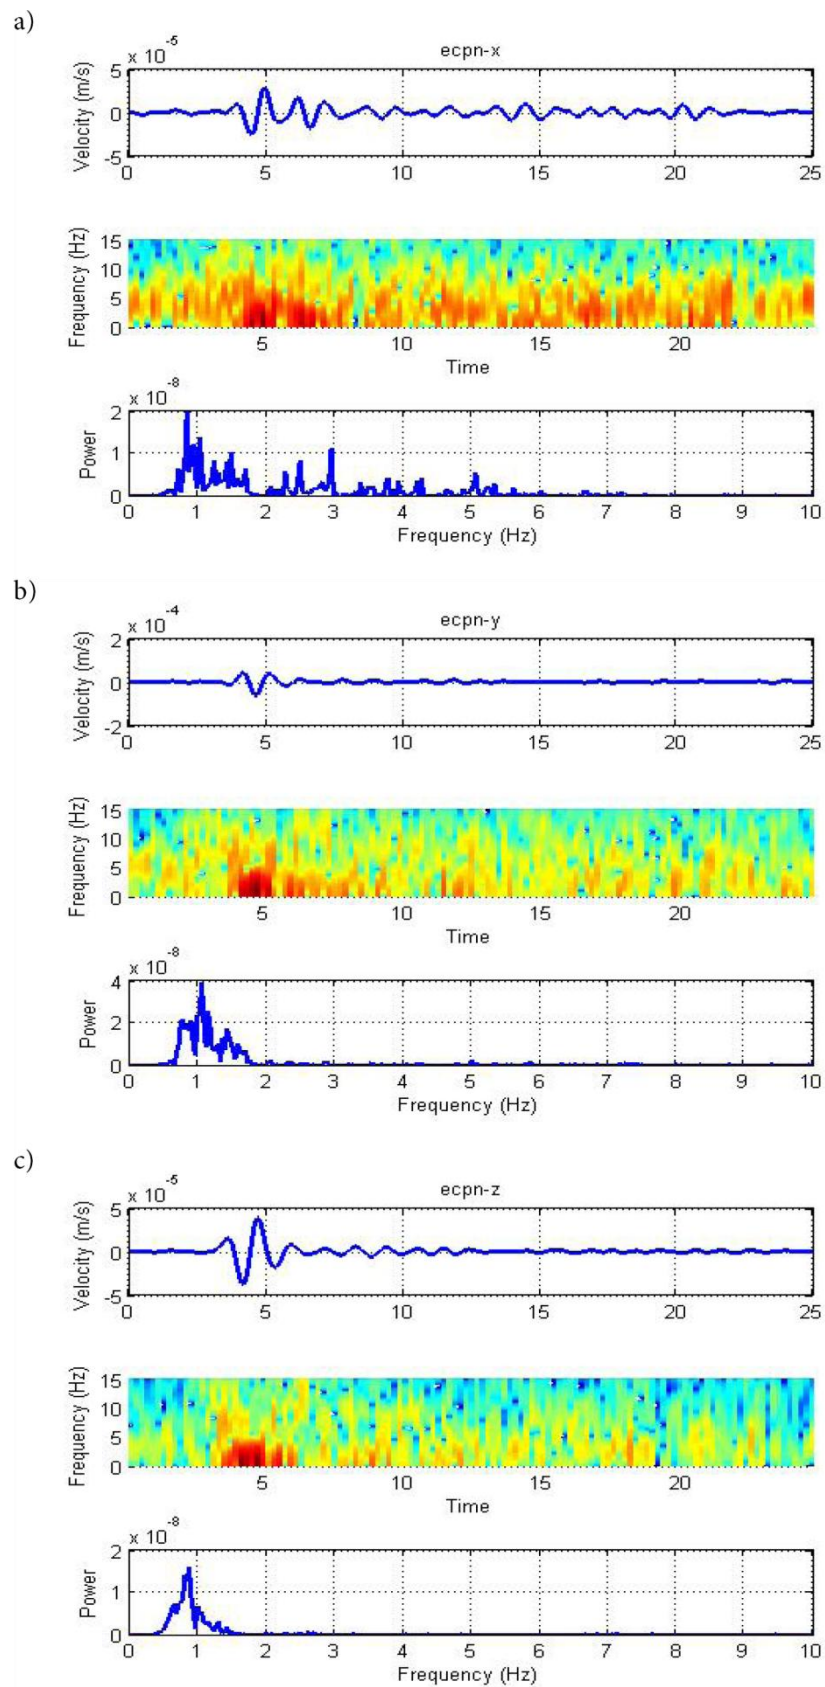 a)
x 10^-5
ecpn-x
Velocity (m/s)
5
0
-5
0 5 10 15 20 25
Frequency (Hz)
15
10
5
0
5 10 15 20
Time
x 10^-8
Power
2
1
0
0 1 2 3 4 5 6 7 8 9 10
Frequency (Hz)
b)
x 10^-4
ecpn-y
Velocity (m/s)
2
0
-2
0 5 10 15 20 25
Frequency (Hz)
15
10
5
0
5 10 15 20
Time
x 10^-8
Power
4
2
0
0 1 2 3 4 5 6 7 8 9 10
Frequency (Hz)
c)
x 10^-5
ecpn-z
Velocity (m/s)
5
0
-5
0 5 10 15 20 25
Frequency (Hz)
15
10
5
0
5 10 15 20
Time
x 10^-8
Power
2
1
0
0 1 2 3 4 5 6 7 8 9 10
Frequency (Hz)